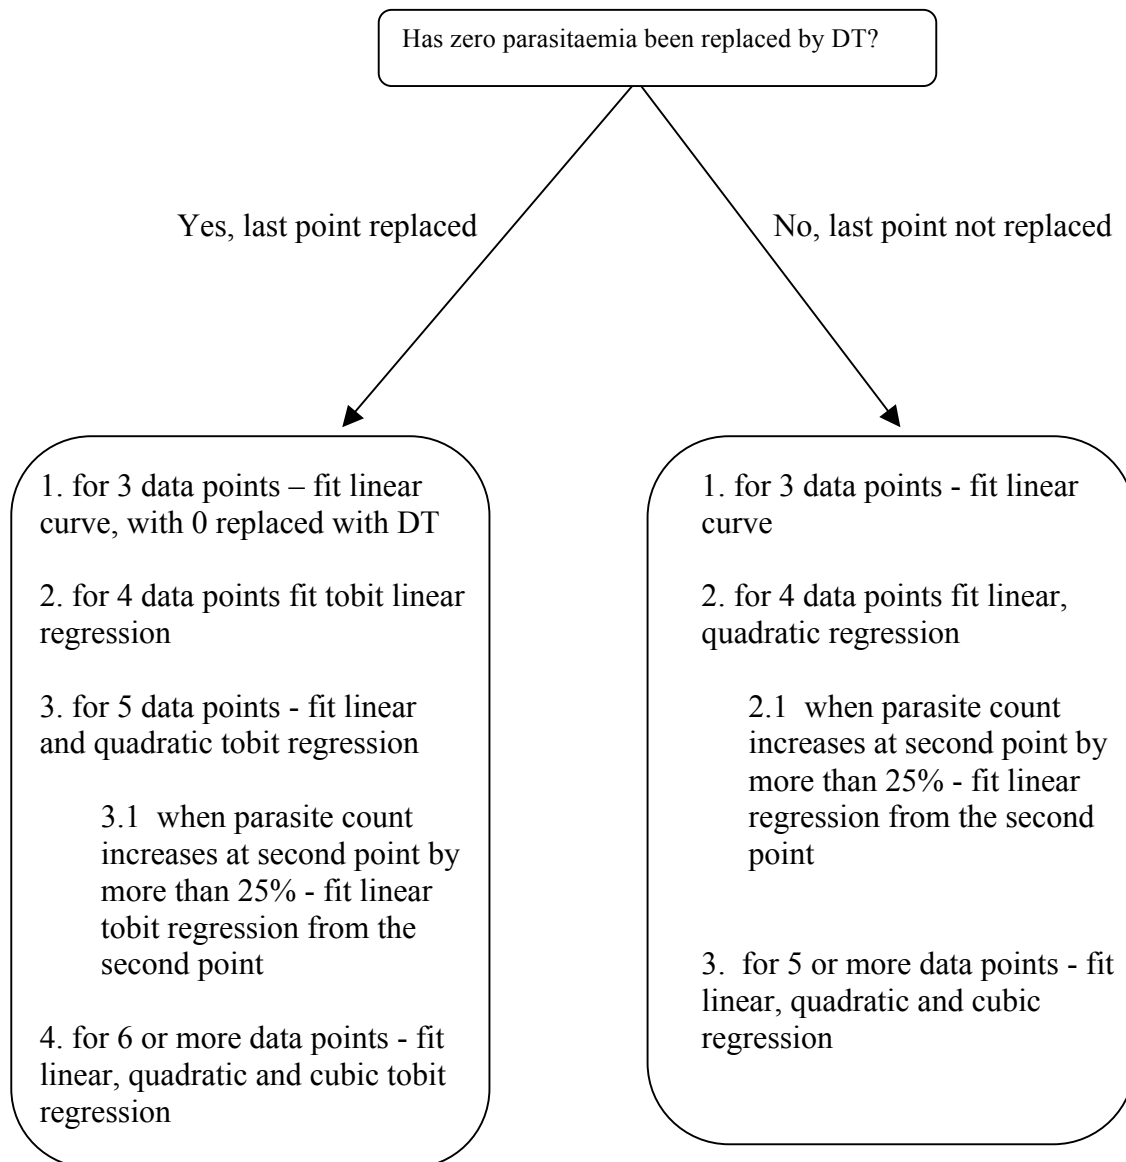 Has zero parasitaemia been replaced by DT?
Yes, last point replaced
No, last point not replaced
1. for 3 data points – fit linear
curve, with 0 replaced with DT
2. for 4 data points fit tobit linear
regression
3. for 5 data points - fit linear
and quadratic tobit regression
3.1 when parasite count
increases at second point by
more than 25% - fit linear
tobit regression from the
second point
4. for 6 or more data points - fit
linear, quadratic and cubic tobit
regression
1. for 3 data points - fit linear
curve
2. for 4 data points fit linear,
quadratic regression
2.1 when parasite count
increases at second point by
more than 25% - fit linear
regression from the second
point
3. for 5 or more data points - fit
linear, quadratic and cubic
regression